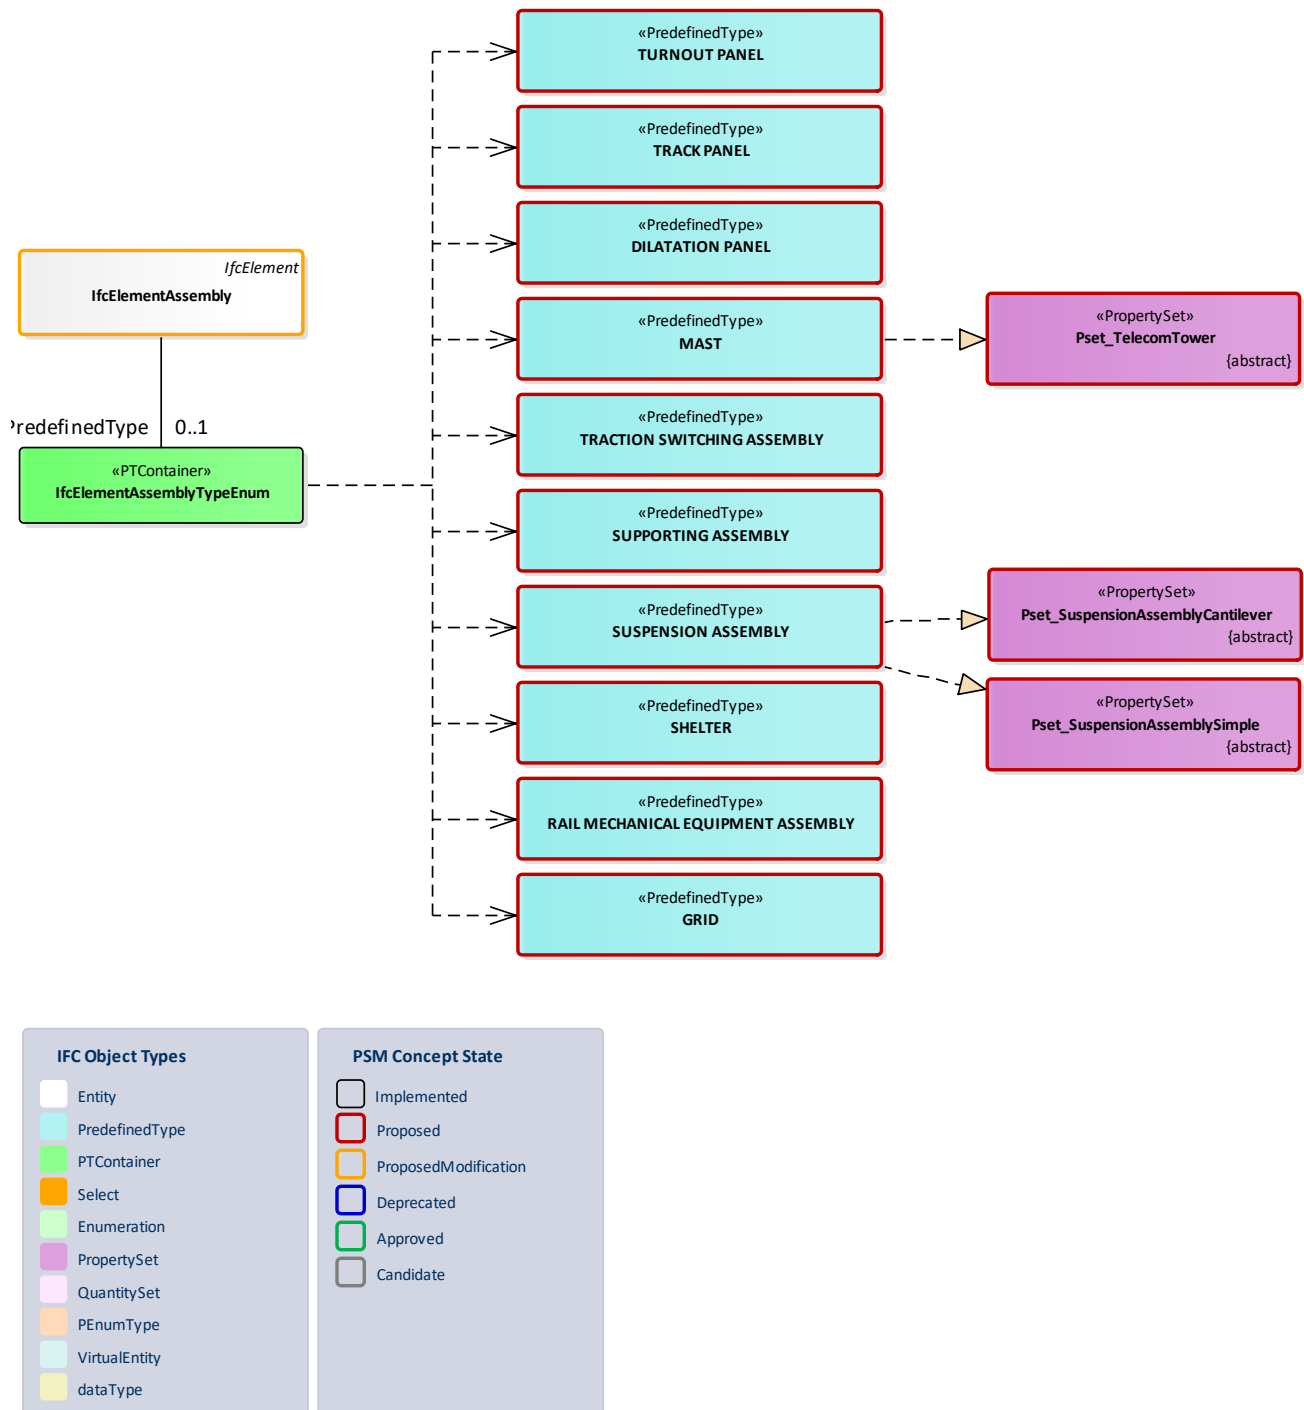 «PredefinedType»
TURNOUT PANEL
«PredefinedType»
TRACK PANEL
«PredefinedType»
DILATATION PANEL
IfcElement
IfcElementAssembly
«PredefinedType»
MAST
«PropertySet»
Pset_TelecomTower
{abstract}
PredefinedType 0..1
«PTContainer»
IfcElementAssemblyTypeEnum
«PredefinedType»
TRACTION SWITCHING ASSEMBLY
«PredefinedType»
SUPPORTING ASSEMBLY
«PredefinedType»
SUSPENSION ASSEMBLY
«PropertySet»
Pset_SuspensionAssemblyCantilever
{abstract}
«PropertySet»
Pset_SuspensionAssemblySimple
{abstract}
«PredefinedType»
SHELTER
«PredefinedType»
RAIL MECHANICAL EQUIPMENT ASSEMBLY
«PredefinedType»
GRID
IFC Object Types
Entity
PredefinedType
PTContainer
Select
Enumeration
PropertySet
QuantitySet
PEnumType
VirtualEntity
dataType
PSM Concept State
Implemented
Proposed
ProposedModification
Deprecated
Approved
Candidate